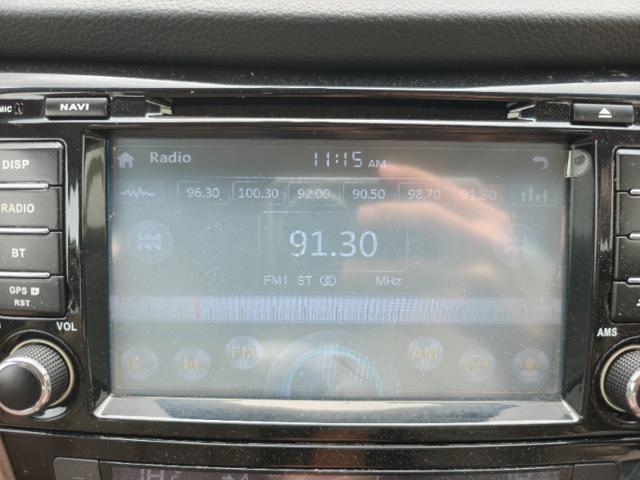 MIC
NAVI
DISP
RADIO
BT
GPS
RST
VOL
Radio
11:15 AM
96.30 100.30 92.00 90.50 98.70 91.30
91.30
FM1 ST MHz
FM AM
AMS